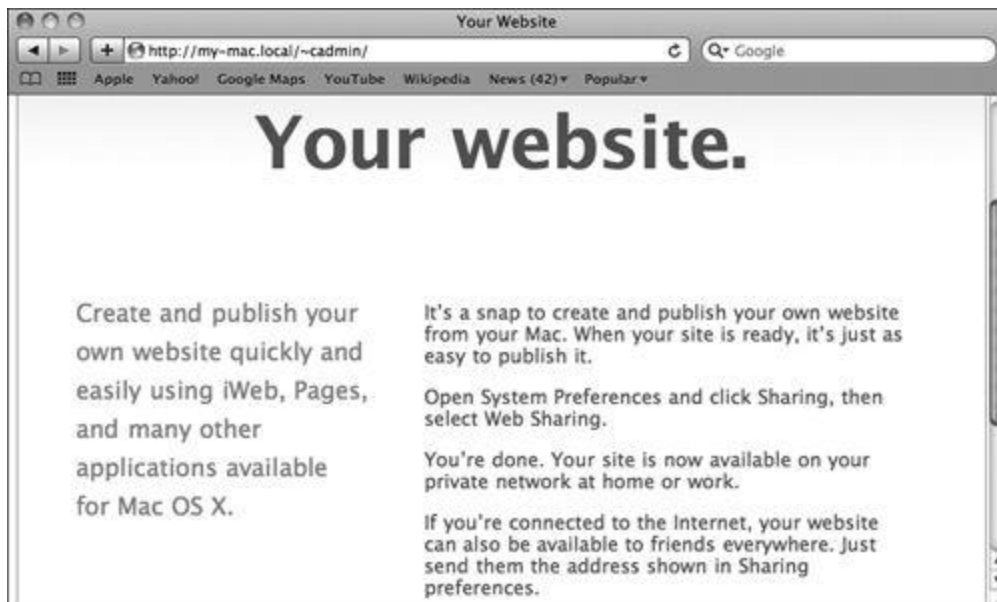 Your Website
http://my-mac.local/~cadmin/
Google
Apple Yahoo! Google Maps YouTube Wikipedia News (42) Popular
Your website.
Create and publish your
own website quickly and
easily using iWeb, Pages,
and many other
applications available
for Mac OS X.
It's a snap to create and publish your own website
from your Mac. When your site is ready, it's just as
easy to publish it.
Open System Preferences and click Sharing, then
select Web Sharing.
You're done. Your site is now available on your
private network at home or work.
If you're connected to the Internet, your website
can also be available to friends everywhere. Just
send them the address shown in Sharing
preferences.